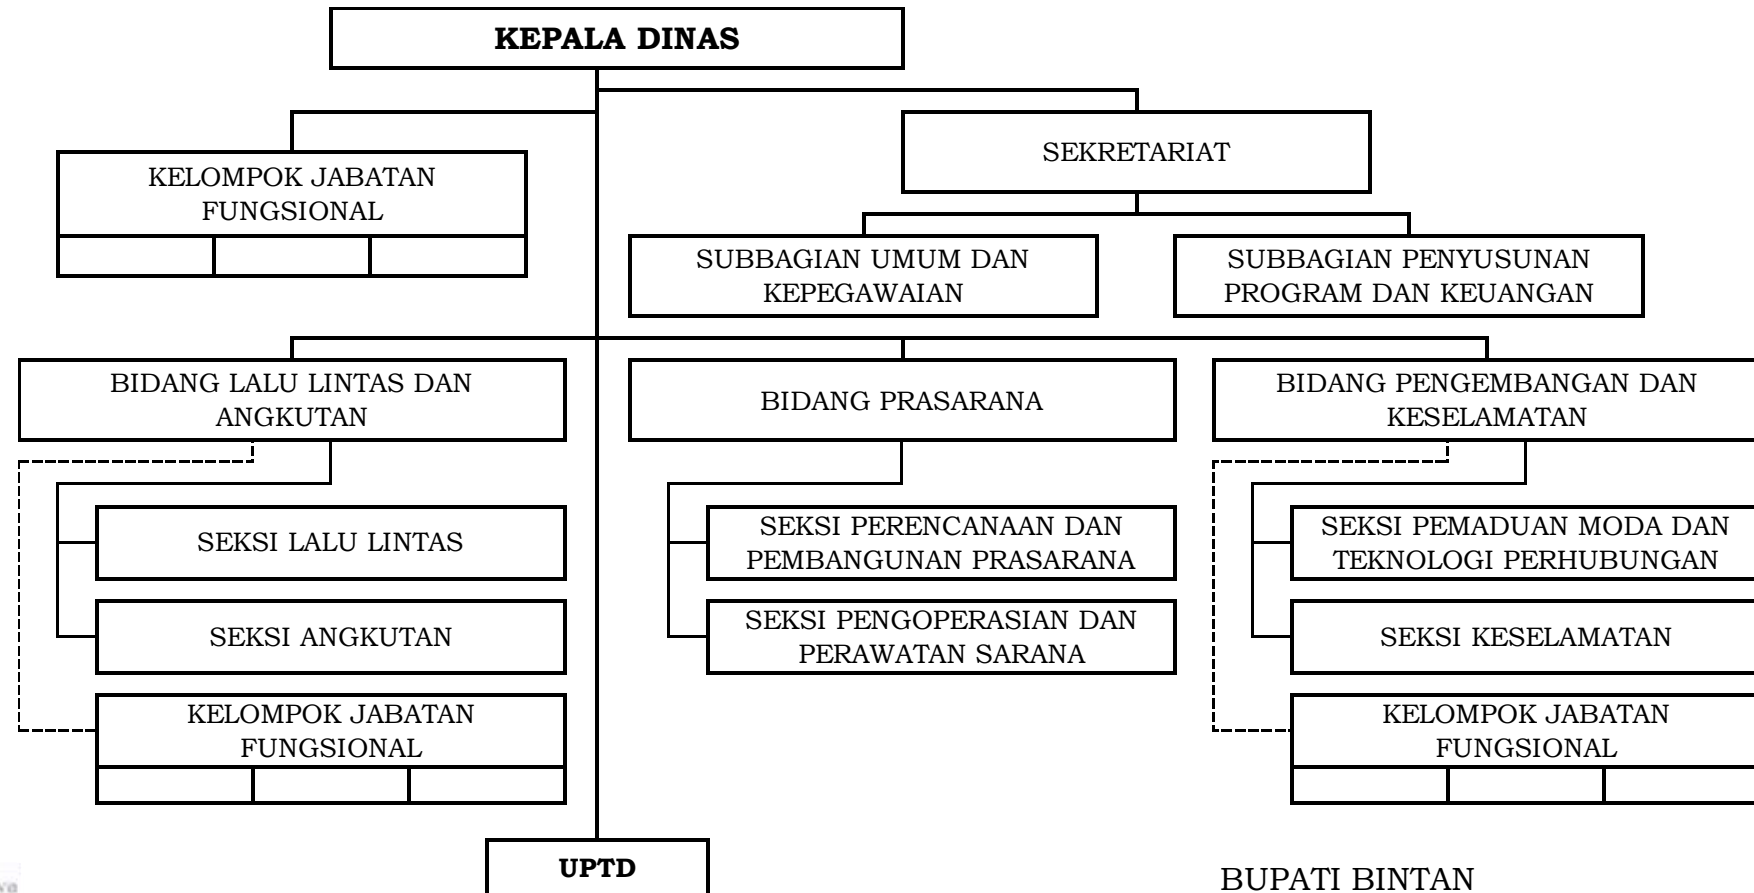 KEPALA DINAS
KELOMPOK JABATAN
FUNGSIONAL
SEKRETARIAT
SUBBAGIAN UMUM DAN
KEPEGAWAIAN
SUBBAGIAN PENYUSUNAN
PROGRAM DAN KEUANGAN
BIDANG LALU LINTAS DAN
ANGKUTAN
BIDANG PRASARANA
BIDANG PENGEMBANGAN DAN
KESELAMATAN
SEKSI LALU LINTAS
SEKSI ANGKUTAN
KELOMPOK JABATAN
FUNGSIONAL
SEKSI PERENCANAAN DAN
PEMBANGUNAN PRASARANA
SEKSI PENGOPERASIAN DAN
PERAWATAN SARANA
SEKSI PEMADUAN MODA DAN
TEKNOLOGI PERHUBUNGAN
SEKSI KESELAMATAN
KELOMPOK JABATAN
FUNGSIONAL
UPTD
BUPATI BINTAN